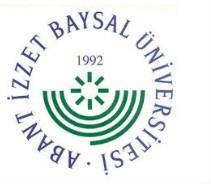 ABANT İZZET BAYSAL ÜNİVERSİTESİ ·
1992